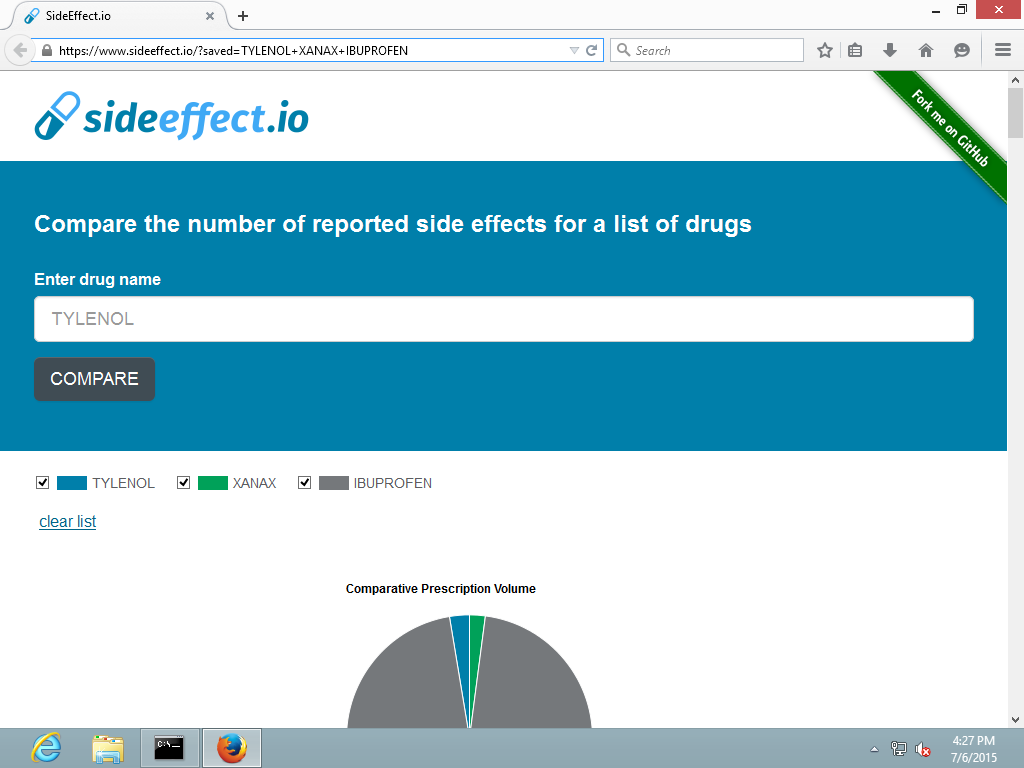 SideEffect.io
https://www.sideeffect.io/?saved=TYLENOL+XANAX+IBUPROFEN
Search
sideeffect.io
Fork me on GitHub
Compare the number of reported side effects for a list of drugs
Enter drug name
TYLENOL
COMPARE
TYLENOL XANAX IBUPROFEN
clear list
Comparative Prescription Volume
C:\
4:27 PM
7/6/2015